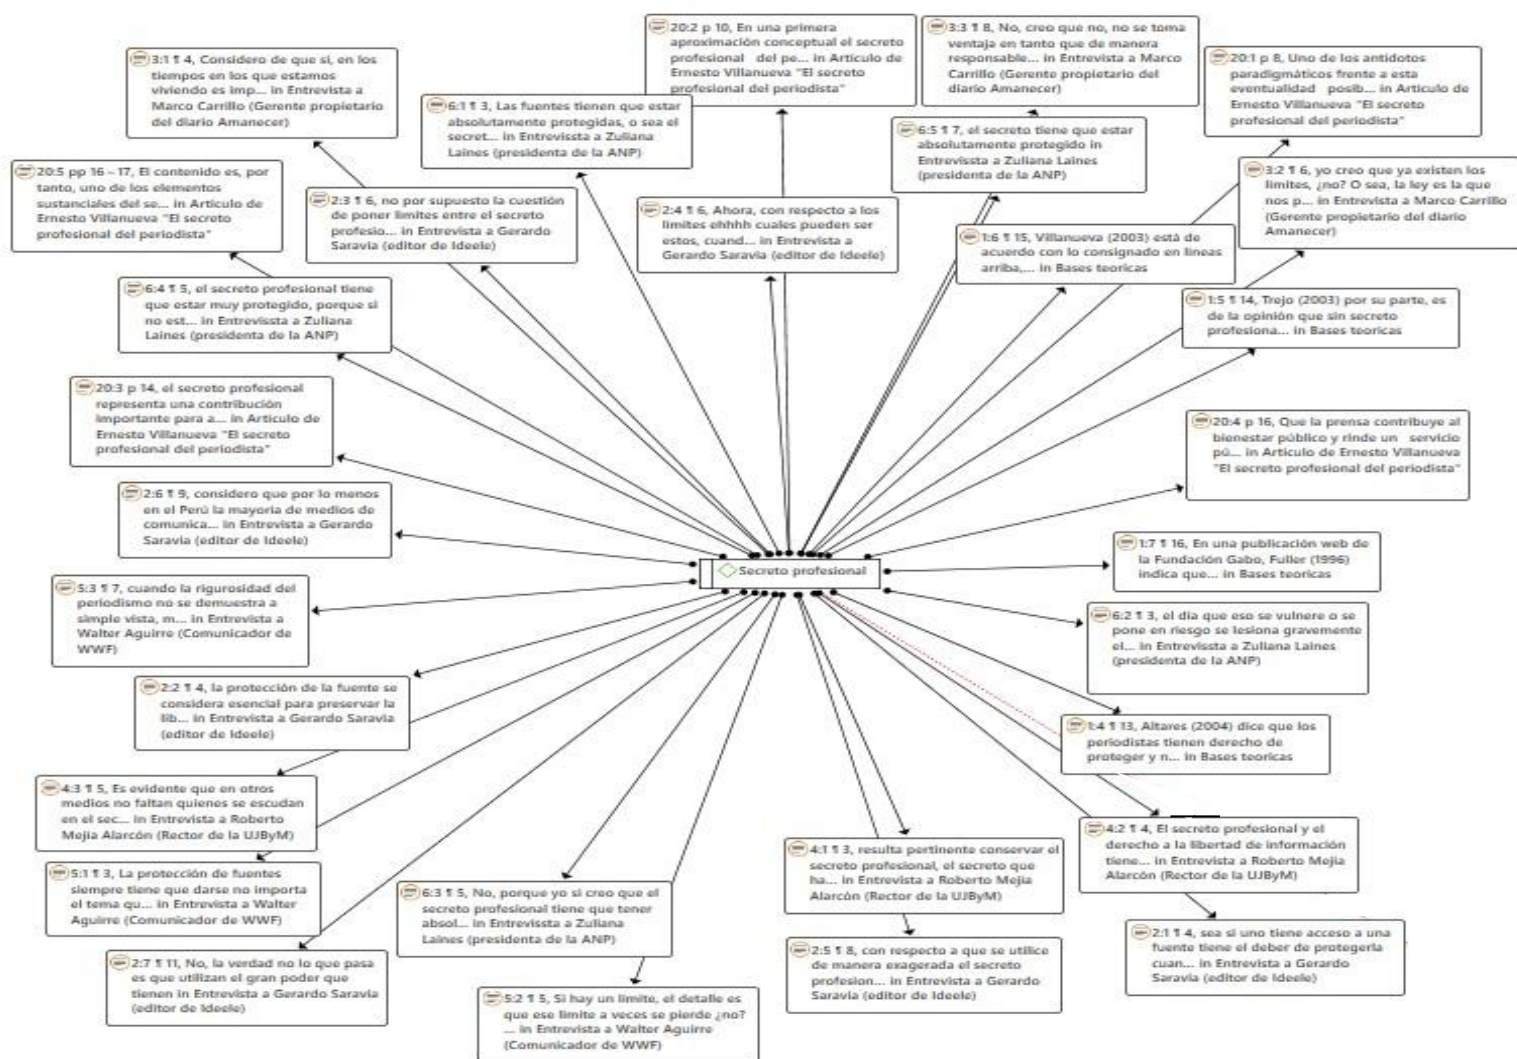 20:2 p 10, En una primera
aproximación conceptual el secreto
profesional del pe... in Articulo de
Ernesto Villanueva "El secreto
profesional del periodista"
3:3 ¶ 8, No, creo que no, no se toma
ventaja en tanto que de manera
responsable... in Entrevista a Marco
Carrillo (Gerente propietario del
diario Amanecer)
3:1 ¶ 4, Considero de que si, en los
tiempos en los que estamos
viviendo es imp... in Entrevista a
Marco Carrillo (Gerente propietario
del diario Amanecer)
20:1 p 8, Uno de los antidotos
paradigmáticos frente a esta
eventualidad posib... in Articulo de
Ernesto Villanueva "El secreto
profesional del periodista"
6:1 ¶ 3, Las fuentes tienen que estar
absolutamente protegidas, o sea el
secret... in Entrevissta a Zuliana
Laines (presidenta de la ANP)
6:5 ¶ 7, el secreto tiene que estar
absolutamente protegido in
Entrevissta a Zuliana Laines
(presidenta de la ANP)
20:5 pp 16 – 17, El contenido es, por
tanto, uno de los elementos
sustanciales del se... in Articulo de
Ernesto Villanueva "El secreto
profesional del periodista"
2:3 ¶ 6, no por supuesto la cuestión
de poner limites entre el secreto
profesio... in Entrevista a Gerardo
Saravia (editor de Ideele)
2:4 ¶ 6, Ahora, con respecto a los
limites ehhhh cuales pueden ser
estos, cuand... in Entrevista a
Gerardo Saravia (editor de Ideele)
3:2 ¶ 6, yo creo que ya existen los
limites, ¿no? O sea, la ley es la que
nos p... in Entrevista a Marco Carrillo
(Gerente propietario del diario
Amanecer)
1:6 ¶ 15, Villanueva (2003) está de
acuerdo con lo consignado en lineas
arriba,... in Bases teoricas
6:4 ¶ 5, el secreto profesional tiene
que estar muy protegido, porque si
no est... in Entrevissta a Zuliana
Laines (presidenta de la ANP)
1:5 ¶ 14, Trejo (2003) por su parte, es
de la opinión que sin secreto
profesiona... in Bases teoricas
20:3 p 14, el secreto profesional
representa una contribución
importante para a... in Articulo de
Ernesto Villanueva "El secreto
profesional del periodista"
20:4 p 16, Que la prensa contribuye al
bienestar público y rinde un servicio
pú... in Articulo de Ernesto Villanueva
"El secreto profesional del periodista"
2:6 ¶ 9, considero que por lo menos
en el Perú la mayoria de medios de
comunica... in Entrevista a Gerardo
Saravia (editor de Ideele)
Secreto profesional
1:7 ¶ 16, En una publicación web de
la Fundación Gabo, Fuller (1996)
indica que... in Bases teoricas
5:3 ¶ 7, cuando la rigurosidad del
periodismo no se demuestra a
simple vista, m... in Entrevista a
Walter Aguirre (Comunicador de
WWF)
6:2 ¶ 3, el dia que eso se vulnere o se
pone en riesgo se lesiona gravemente
el... in Entrevissta a Zuliana Laines
(presidenta de la ANP)
2:2 ¶ 4, la protección de la fuente se
considera esencial para preservar la
lib... in Entrevista a Gerardo Saravia
(editor de Ideele)
1:4 ¶ 13, Altares (2004) dice que los
periodistas tienen derecho de
proteger y n... in Bases teoricas
4:3 ¶ 5, Es evidente que en otros
medios no faltan quienes se escudan
en el sec... in Entrevista a Roberto
Mejia Alarcón (Rector de la UJByM)
4:2 ¶ 4, El secreto profesional y el
derecho a la libertad de información
tiene... in Entrevista a Roberto Mejia
Alarcón (Rector de la UJByM)
4:1 ¶ 3, resulta pertinente conservar el
secreto profesional, el secreto que
ha... in Entrevista a Roberto Mejia
Alarcón (Rector de la UJByM)
5:1 ¶ 3, La protección de fuentes
siempre tiene que darse no importa
el tema qu... in Entrevista a Walter
Aguirre (Comunicador de WWF)
6:3 ¶ 5, No, porque yo si creo que el
secreto profesional tiene que tener
absol... in Entrevissta a Zuliana
Laines (presidenta de la ANP)
2:1 ¶ 4, sea si uno tiene acceso a una
fuente tiene el deber de protegerla
cuan... in Entrevista a Gerardo
Saravia (editor de Ideele)
2:5 ¶ 8, con respecto a que se utilice
de manera exagerada el secreto
profesion... in Entrevista a Gerardo
Saravia (editor de Ideele)
2:7 ¶ 11, No, la verdad no lo que pasa
es que utilizan el gran poder que
tienen in Entrevista a Gerardo Saravia
(editor de Ideele)
5:2 ¶ 5, Si hay un limite, el detalle es
que ese limite a veces se pierde ¿no?
... in Entrevista a Walter Aguirre
(Comunicador de WWF)